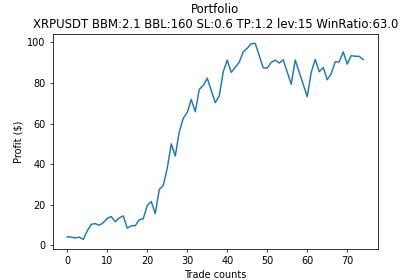 Portfolio
XRPUSDT BBM:2.1 BBL:160 SL:0.6 TP:1.2 lev:15 WinRatio:63.0
100
80
60
40
20
0
Profit ($)
0 10 20 30 40 50 60 70
Trade counts